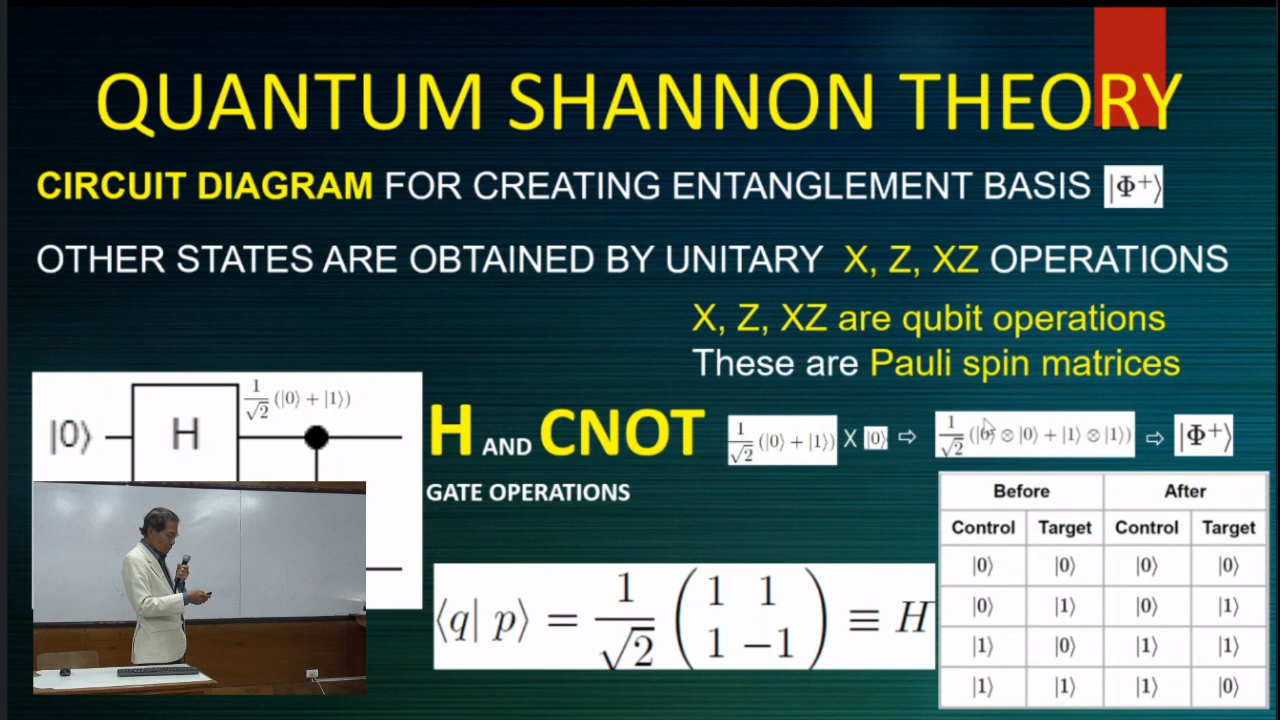 QUANTUM SHANNON THEORY
CIRCUIT DIAGRAM FOR CREATING ENTANGLEMENT BASIS |Φ⁺⟩
OTHER STATES ARE OBTAINED BY UNITARY X, Z, XZ OPERATIONS
X, Z, XZ are qubit operations
These are Pauli spin matrices
|0⟩ H 1/√2 (|0⟩ + |1⟩)
H AND CNOT 1/√2 (|0⟩ + |1⟩) X |0⟩ ⇨ 1/√2 (|0⟩ ⊗ |0⟩ + |1⟩ ⊗ |1⟩) ⇨ |Φ⁺⟩
GATE OPERATIONS
⟨q| p⟩ = 1/√2 ( 1 1
1 −1 ) ≡ H
Before After
Control Target Control Target
|0⟩ |0⟩ |0⟩ |0⟩
|0⟩ |1⟩ |0⟩ |1⟩
|1⟩ |0⟩ |1⟩ |1⟩
|1⟩ |1⟩ |1⟩ |0⟩